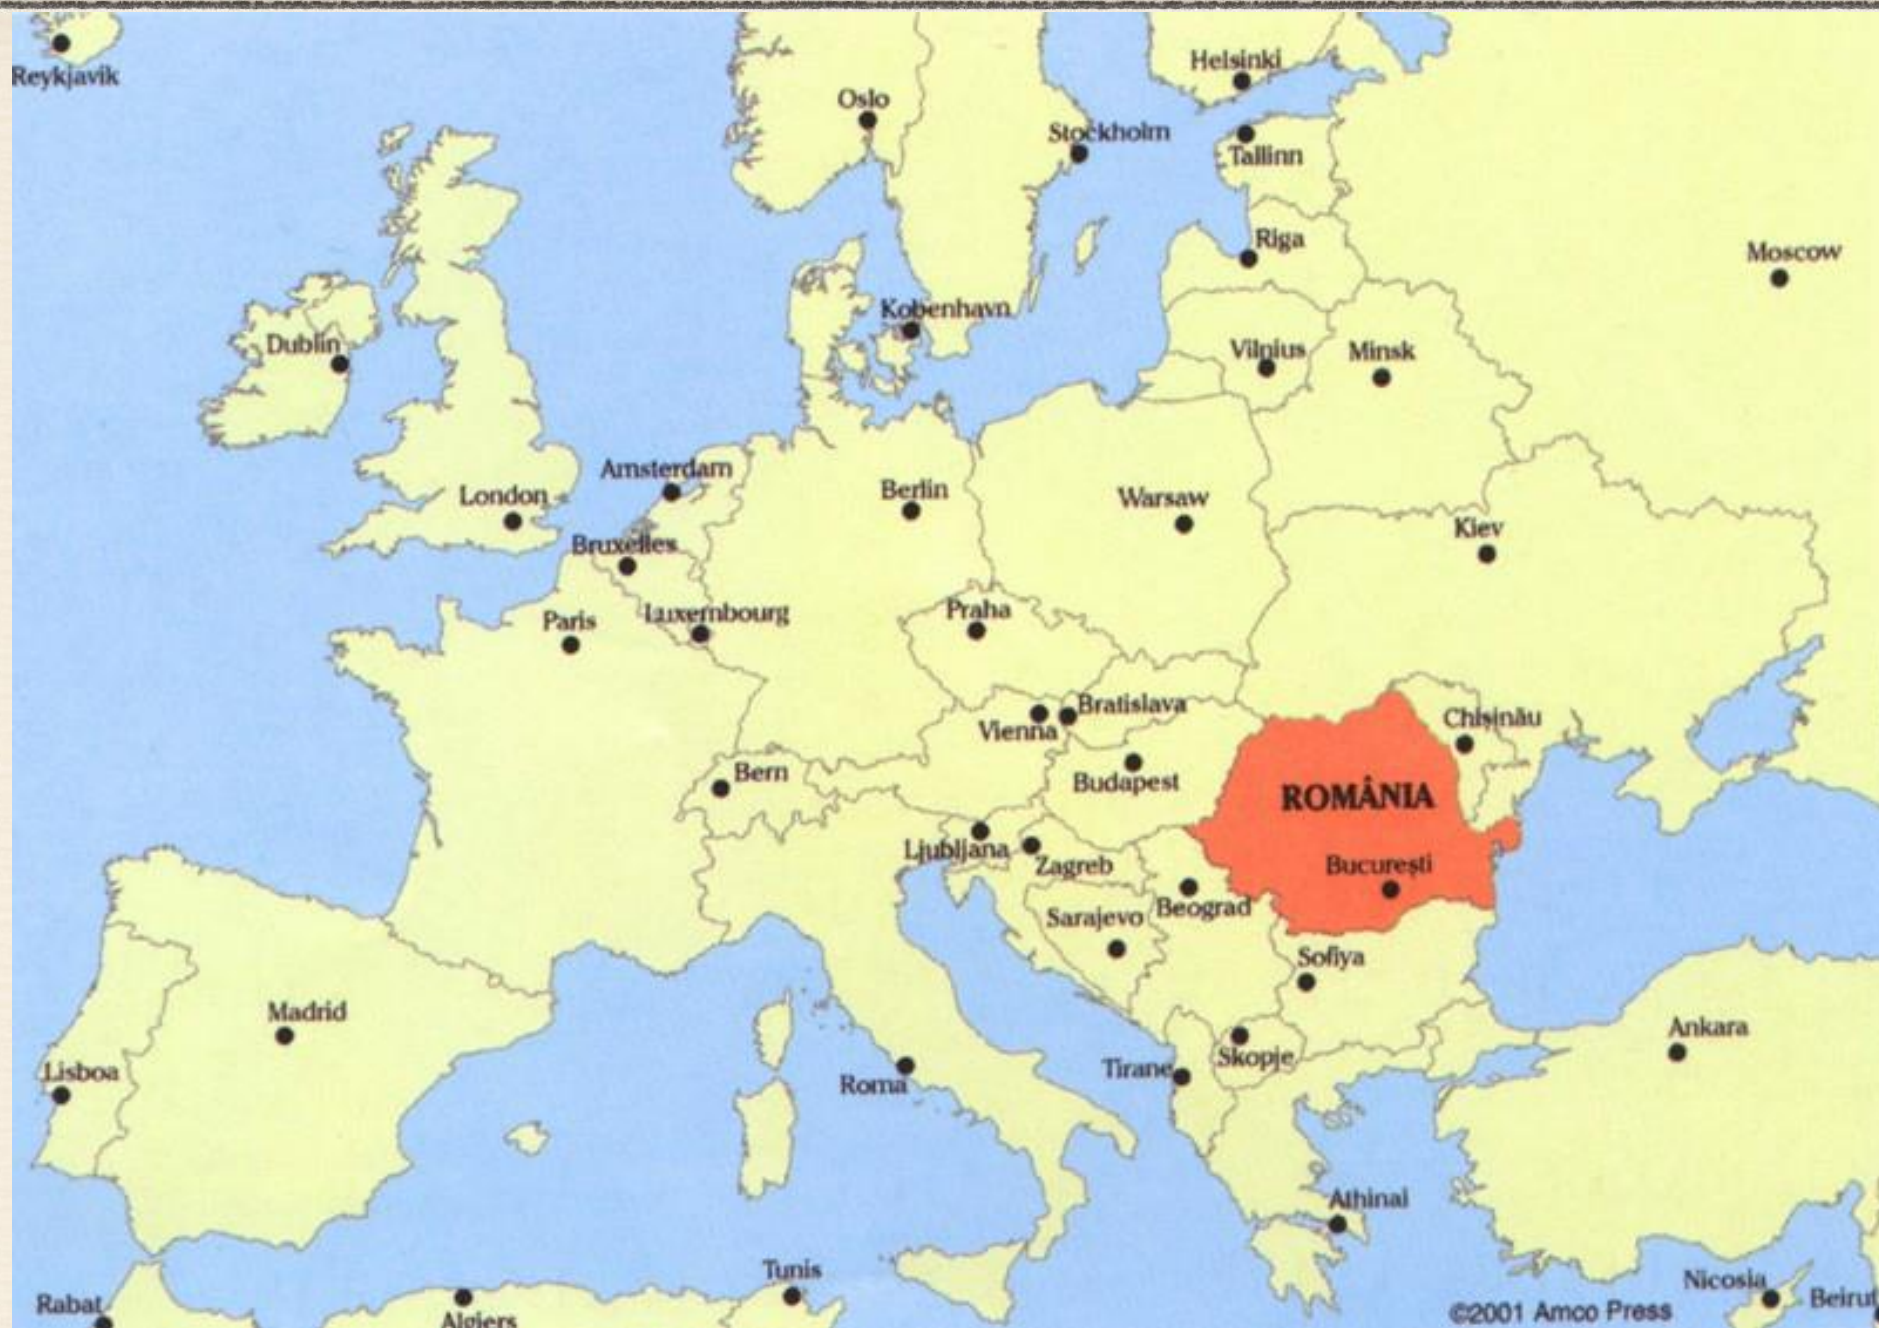 Reykjavik
Helsinki
Oslo
Stockholm
Tallinn
Riga
Moscow
Kobenhavn
Dublin
Vilnius
Minsk
Amsterdam
London
Berlin
Warsaw
Kiev
Bruxelles
Praha
Paris
Luxembourg
Bratislava
Chișinău
Vienna
Bern
Budapest
ROMÂNIA
Ljubljana
Zagreb
București
Sarajevo
Beograd
Sofiya
Madrid
Ankara
Skopje
Tirane
Lisboa
Roma
Athinai
Tunis
Nicosia
Beirut
Rabat
Algiers
©2001 Amco Press